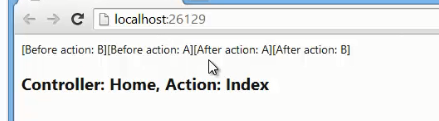 localhost:26129
[Before action: B][Before action: A][After action: A][After action: B]
Controller: Home, Action: Index